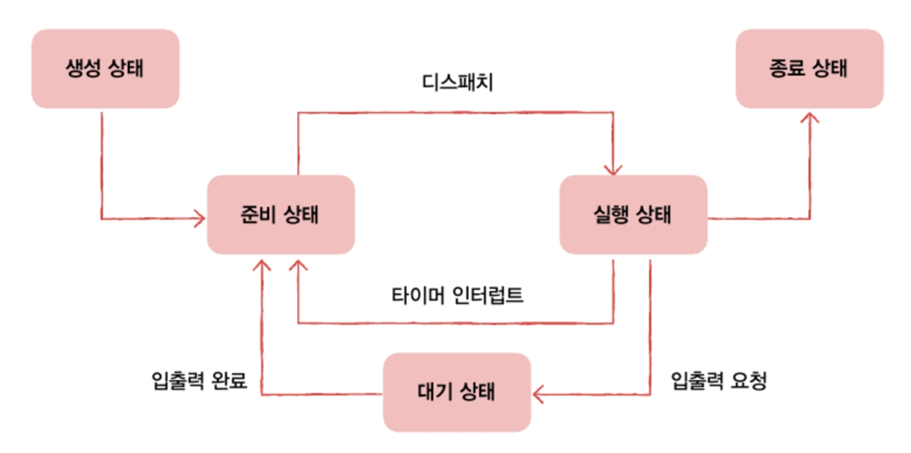 생성 상태
종료 상태
디스패치
준비 상태
실행 상태
타이머 인터럽트
입출력 완료
대기 상태
입출력 요청